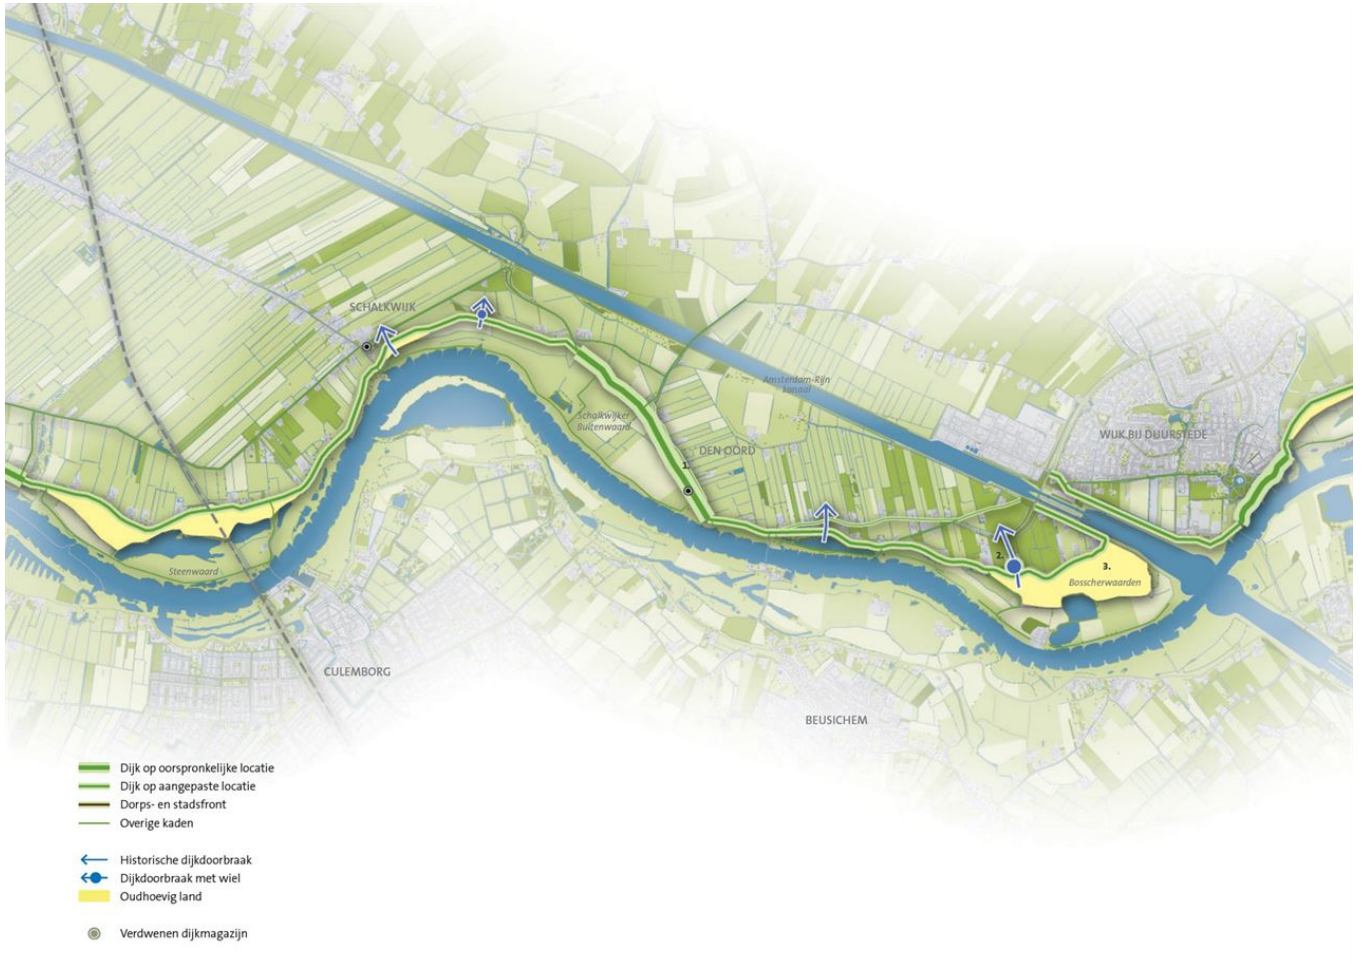 SCHALKWIJK
Amsterdam-Rijn
kanaal
Schalkwijker
Buitenwaard
WIJK BIJ DUURSTEDE
DEN OORD
1.
2.
3.
Steenwaard
Bosscherwaarden
CULEMBORG
BEUSICHEM
Dijk op oorspronkelijke locatie
Dijk op aangepaste locatie
Dorps- en stadsfront
Overige kaden
Historische dijkdoorbraak
Dijkdoorbraak met wiel
Oudhoevig land
Verdwenen dijkmagazijn